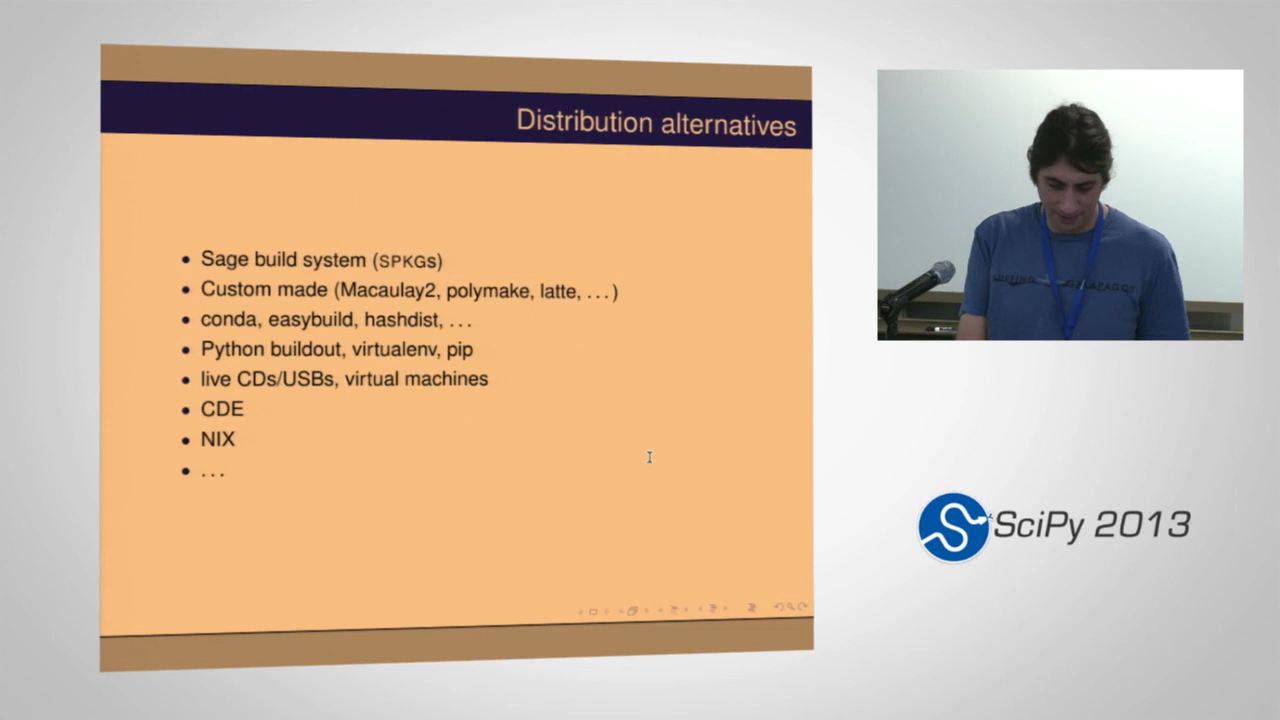 Distribution alternatives
• Sage build system (SPKGs)
• Custom made (Macaulay2, polymake, latte, ...)
• conda, easybuild, hashdist, ...
• Python buildout, virtualenv, pip
• live CDs/USBs, virtual machines
• CDE
• NIX
• ...
SciPy 2013